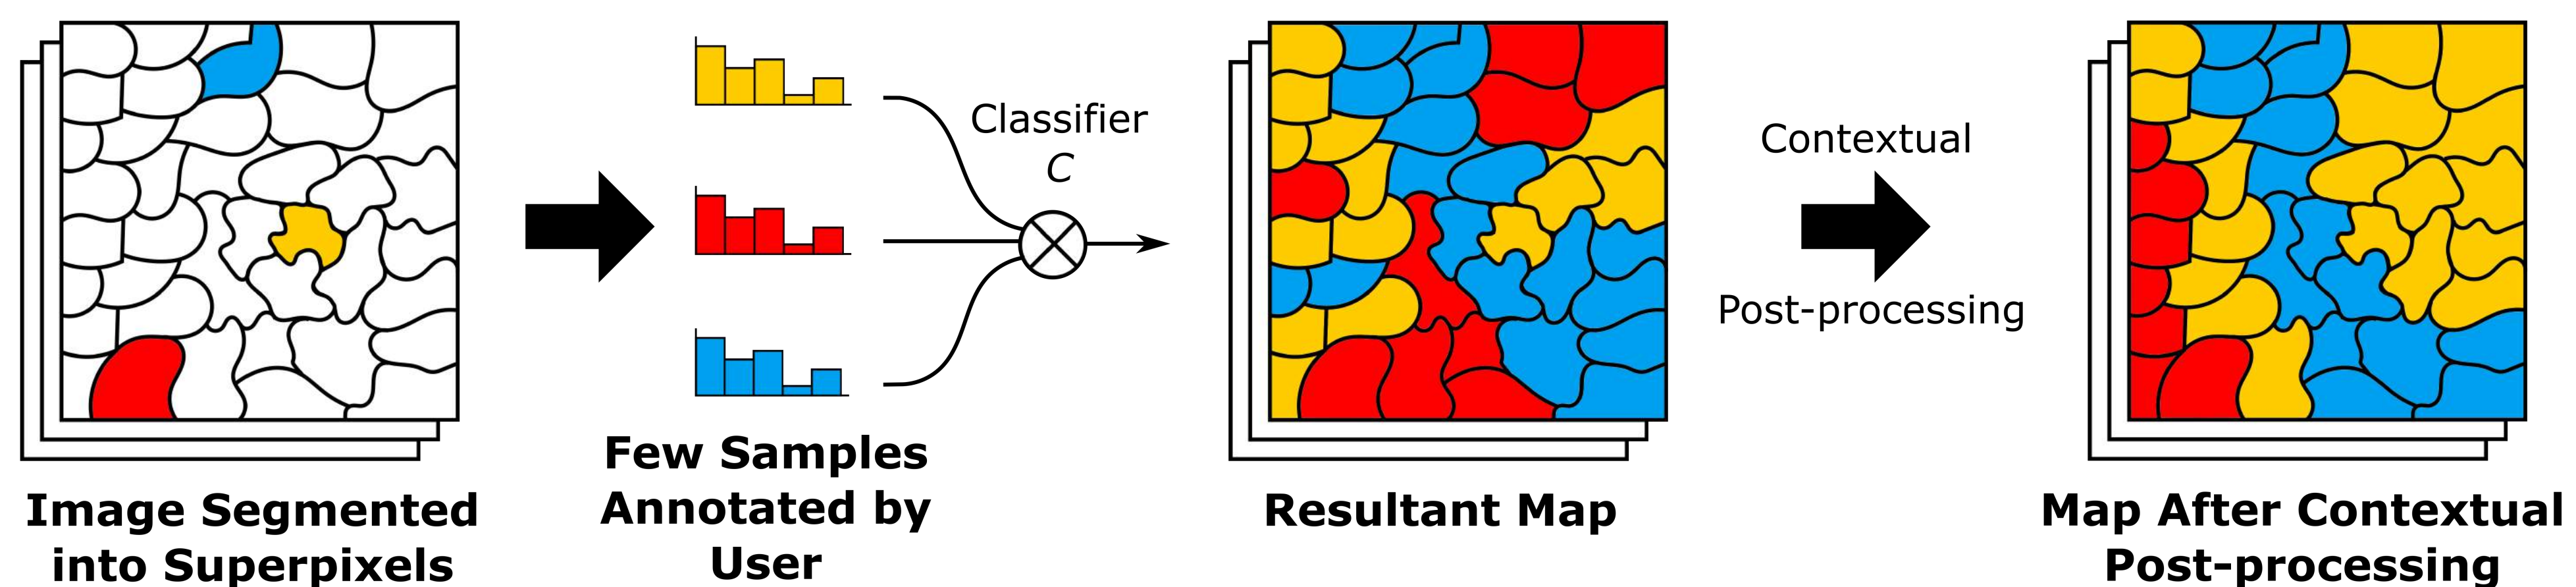 Image Segmented
into Superpixels
Few Samples
Annotated by
User
Classifier
C
Resultant Map
Contextual
Post-processing
Map After Contextual
Post-processing